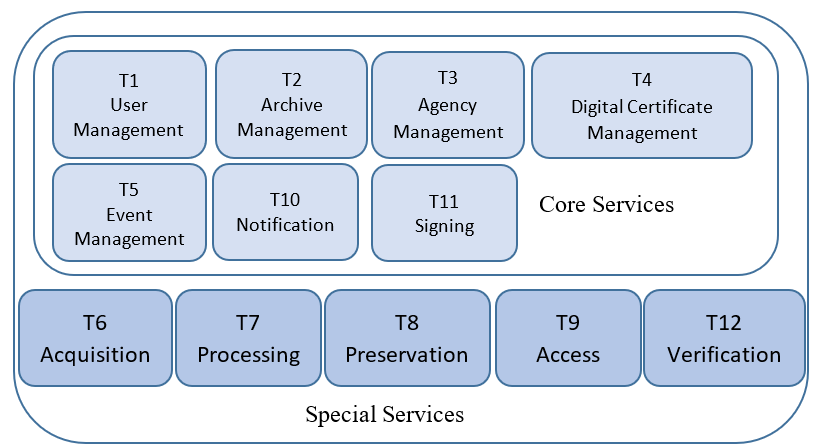 T1
User
Management
T2
Archive
Management
T3
Agency
Management
T4
Digital Certificate
Management
T5
Event
Management
T10
Notification
T11
Signing
Core Services
T6
Acquisition
T7
Processing
T8
Preservation
T9
Access
T12
Verification
Special Services